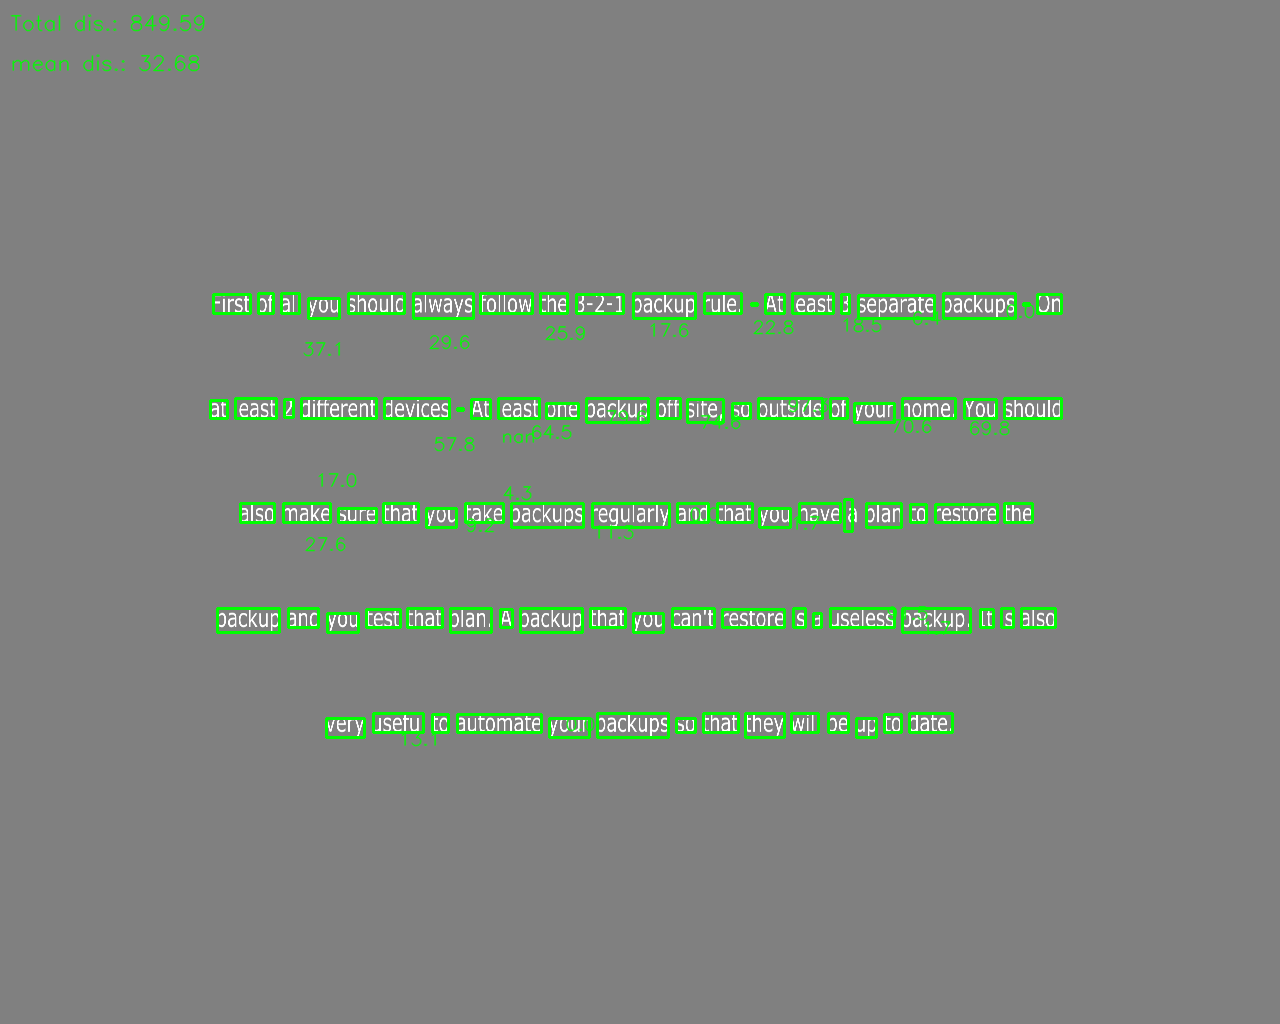 Total dis.: 849.59
mean dis.: 32.68
First of all you should always follow the 3-2-1 backup rule. - At least 3 separate backups - On
37.1 29.6 25.9 17.6 22.8 18.5 6.4
at least 2 different devices - At least one backup off site, so outside of your home. You should
57.8 nan 64.5 70.6 69.8
17.0 4.3
also make sure that you take backups regularly and that you have a plan to restore the
27.6 9.2 11.5
backup and you test that plan. A backup that you can't restore is a useless backup. It is also
very useful to automate your backups so that they will be up to date.
13.1